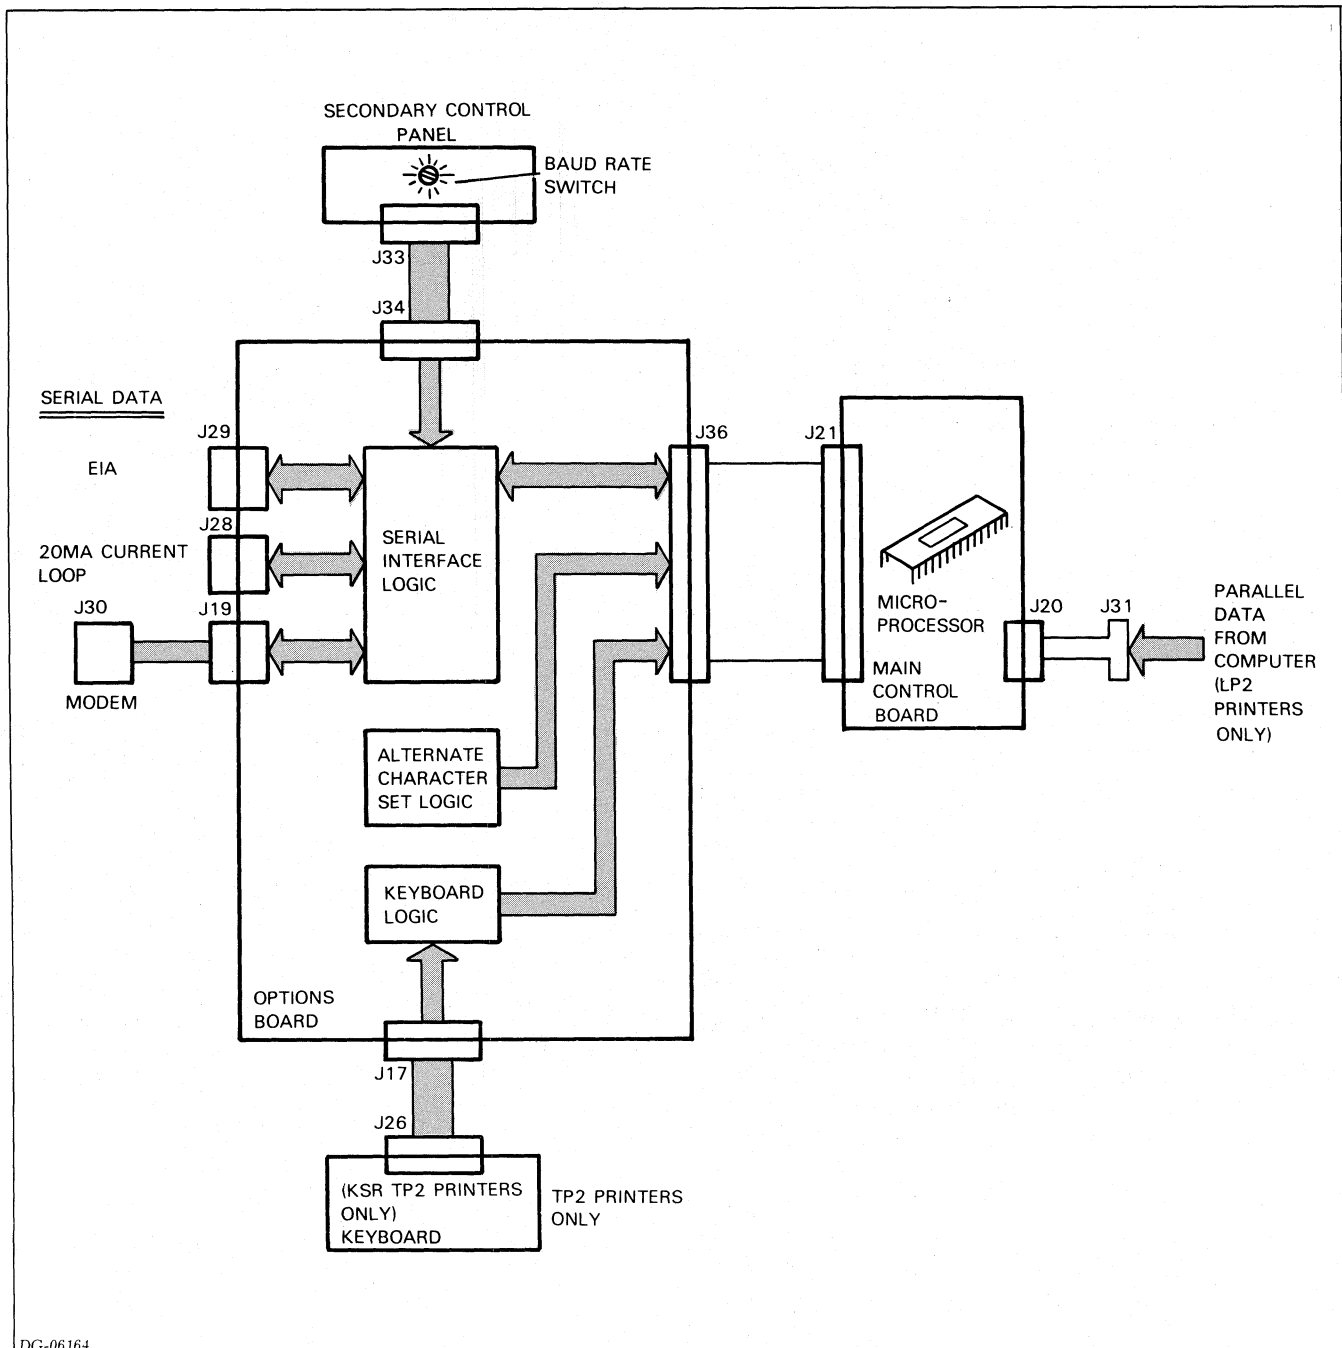 SECONDARY CONTROL
PANEL
BAUD RATE
SWITCH
J33
J34
SERIAL DATA
J29
EIA
J28
20MA CURRENT
LOOP
J30
J19
MODEM
SERIAL
INTERFACE
LOGIC
J36
J21
MICRO-
PROCESSOR
MAIN
CONTROL
BOARD
J20
J31
PARALLEL
DATA
FROM
COMPUTER
(LP2
PRINTERS
ONLY)
ALTERNATE
CHARACTER
SET LOGIC
KEYBOARD
LOGIC
OPTIONS
BOARD
J17
J26
(KSR TP2 PRINTERS
ONLY)
KEYBOARD
TP2 PRINTERS
ONLY
DG-06164